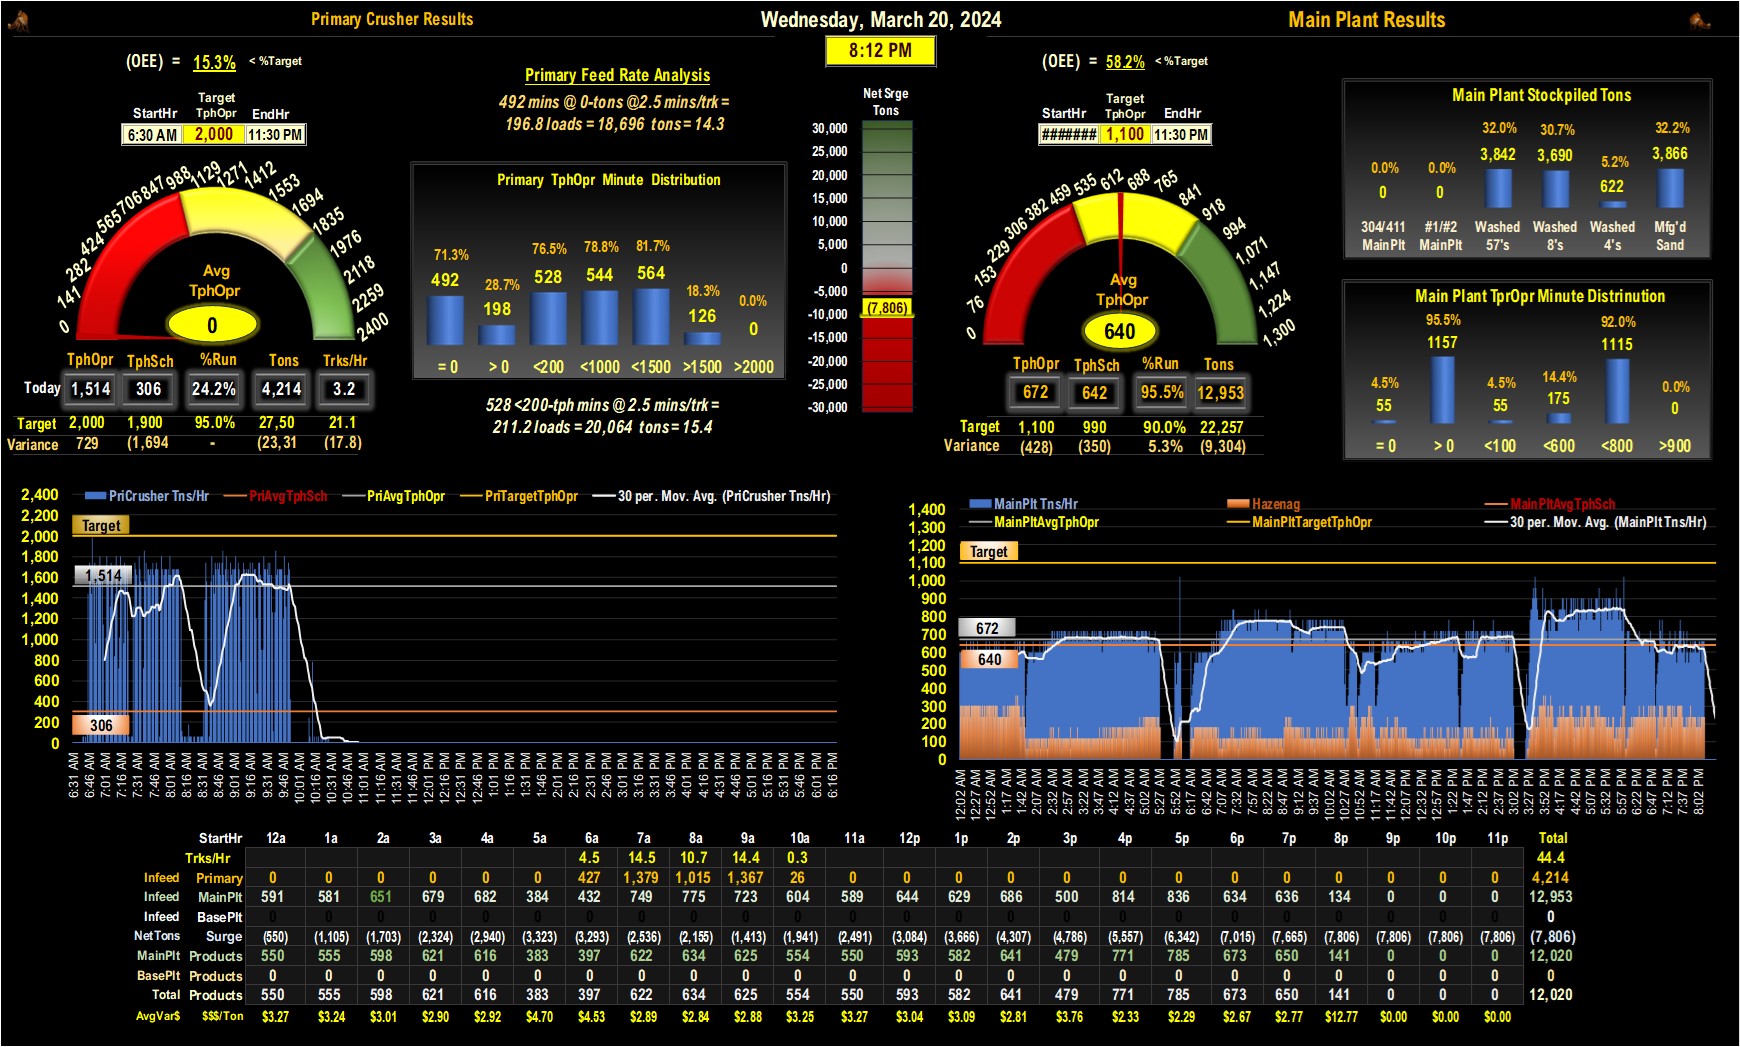 Primary Crusher Results
Wednesday, March 20, 2024
Main Plant Results
8:12 PM
(OEE) = 15.3% < %Target
StartHr Target TphOpr EndHr
6:30 AM 2,000 11:30 PM
0 141 282 424 565 706 847 988 1129 1271 1412 1553 1694 1835 1976 2118 2259 2400
Avg
TphOpr
0
TphOpr TphSch %Run Tons Trks/Hr
Today 1,514 306 24.2% 4,214 3.2
Target 2,000 1,900 95.0% 27,50 21.1
Variance 729 (1,694 - (23,31 (17.8)
Primary Feed Rate Analysis
492 mins @ 0-tons @2.5 mins/trk =
196.8 loads = 18,696 tons = 14.3
Primary TphOpr Minute Distribution
71.3% 28.7% 76.5% 78.8% 81.7% 18.3% 0.0%
492 198 528 544 564 126 0
= 0 > 0 <200 <1000 <1500 >1500 >2000
528 <200-tph mins @ 2.5 mins/trk =
211.2 loads = 20,064 tons = 15.4
Net Srge
Tons
30,000
25,000
20,000
15,000
10,000
5,000
0
-5,000
(7,806)
-10,000
-15,000
-20,000
-25,000
-30,000
(OEE) = 58.2% < %Target
StartHr Target TphOpr EndHr
####### 1,100 11:30 PM
0 76 153 229 306 382 459 535 612 688 765 841 918 994 1,071 1,147 1,224 1,300
Avg
TphOpr
640
TphOpr TphSch %Run Tons
672 642 95.5% 12,953
Target 1,100 990 90.0% 22,257
Variance (428) (350) 5.3% (9,304)
Main Plant Stockpiled Tons
0.0% 0.0% 32.0% 30.7% 5.2% 32.2%
0 0 3,842 3,690 622 3,866
304/411 #1/#2 Washed Washed Washed Mfg'd
MainPlt MainPlt 57's 8's 4's Sand
Main Plant TprOpr Minute Distrinution
4.5% 95.5% 4.5% 14.4% 92.0% 0.0%
55 1157 55 175 1115 0
= 0 > 0 <100 <600 <800 >900
PriCrusher Tns/Hr PriAvgTphSch PriAvgTphOpr PriTargetTphOpr 30 per. Mov. Avg. (PriCrusher Tns/Hr)
2,400
2,200
Target
2,000
1,800
1,600
1,514
1,400
1,200
1,000
800
600
400
306
200
0
6:31 AM 6:46 AM 7:01 AM 7:16 AM 7:31 AM 7:46 AM 8:01 AM 8:16 AM 8:31 AM 8:46 AM 9:01 AM 9:16 AM 9:31 AM 9:46 AM 10:01 AM 10:16 AM 10:31 AM 10:46 AM 11:01 AM 11:16 AM 11:31 AM 11:46 AM 12:01 PM 12:16 PM 12:31 PM 12:46 PM 1:01 PM 1:16 PM 1:31 PM 1:46 PM 2:01 PM 2:16 PM 2:31 PM 2:46 PM 3:01 PM 3:16 PM 3:31 PM 3:46 PM 4:01 PM 4:16 PM 4:31 PM 4:46 PM 5:01 PM 5:16 PM 5:31 PM 5:46 PM 6:01 PM 6:16 PM
MainPlt Tns/Hr Hazenag MainPltAvgTphSch
MainPltAvgTphOpr MainPltTargetTphOpr 30 per. Mov. Avg. (MainPlt Tns/Hr)
1,400
1,300
1,200
Target
1,100
1,000
900
800
700
672
600
640
500
400
300
200
100
0
12:02 AM 12:27 AM 12:52 AM 1:17 AM 1:42 AM 2:07 AM 2:32 AM 2:57 AM 3:22 AM 3:47 AM 4:12 AM 4:37 AM 5:02 AM 5:27 AM 5:52 AM 6:17 AM 6:42 AM 7:07 AM 7:32 AM 7:57 AM 8:22 AM 8:47 AM 9:12 AM 9:37 AM 10:02 AM 10:27 AM 10:52 AM 11:17 AM 11:42 AM 12:07 PM 12:32 PM 12:57 PM 1:22 PM 1:47 PM 2:12 PM 2:37 PM 3:02 PM 3:27 PM 3:52 PM 4:17 PM 4:42 PM 5:07 PM 5:32 PM 5:57 PM 6:22 PM 6:47 PM 7:12 PM 7:37 PM 8:02 PM
StartHr 12a 1a 2a 3a 4a 5a 6a 7a 8a 9a 10a 11a 12p 1p 2p 3p 4p 5p 6p 7p 8p 9p 10p 11p Total
Trks/Hr 4.5 14.5 10.7 14.4 0.3 44.4
Infeed Primary 0 0 0 0 0 0 427 1,379 1,015 1,367 26 0 0 0 0 0 0 0 0 0 0 0 0 0 4,214
Infeed MainPlt 591 581 651 679 682 384 432 749 775 723 604 589 644 629 686 500 814 836 634 636 134 0 0 0 12,953
Infeed BasePlt 0 0 0 0 0 0 0 0 0 0 0 0 0 0 0 0 0 0 0 0 0 0 0 0 0
NetTons Surge (550) (1,105) (1,703) (2,324) (2,940) (3,323) (3,293) (2,536) (2,155) (1,413) (1,941) (2,491) (3,084) (3,666) (4,307) (4,786) (5,557) (6,342) (7,015) (7,665) (7,806) (7,806) (7,806) (7,806) (7,806)
MainPlt Products 550 555 598 621 616 383 397 622 634 625 554 550 593 582 641 479 771 785 673 650 141 0 0 0 12,020
BasePlt Products 0 0 0 0 0 0 0 0 0 0 0 0 0 0 0 0 0 0 0 0 0 0 0 0 0
Total Products 550 555 598 621 616 383 397 622 634 625 554 550 593 582 641 479 771 785 673 650 141 0 0 0 12,020
AvgVar$ $$$/Ton $3.27 $3.24 $3.01 $2.90 $2.92 $4.70 $4.53 $2.89 $2.84 $2.88 $3.25 $3.27 $3.04 $3.09 $2.81 $3.76 $2.33 $2.29 $2.67 $2.77 $12.77 $0.00 $0.00 $0.00